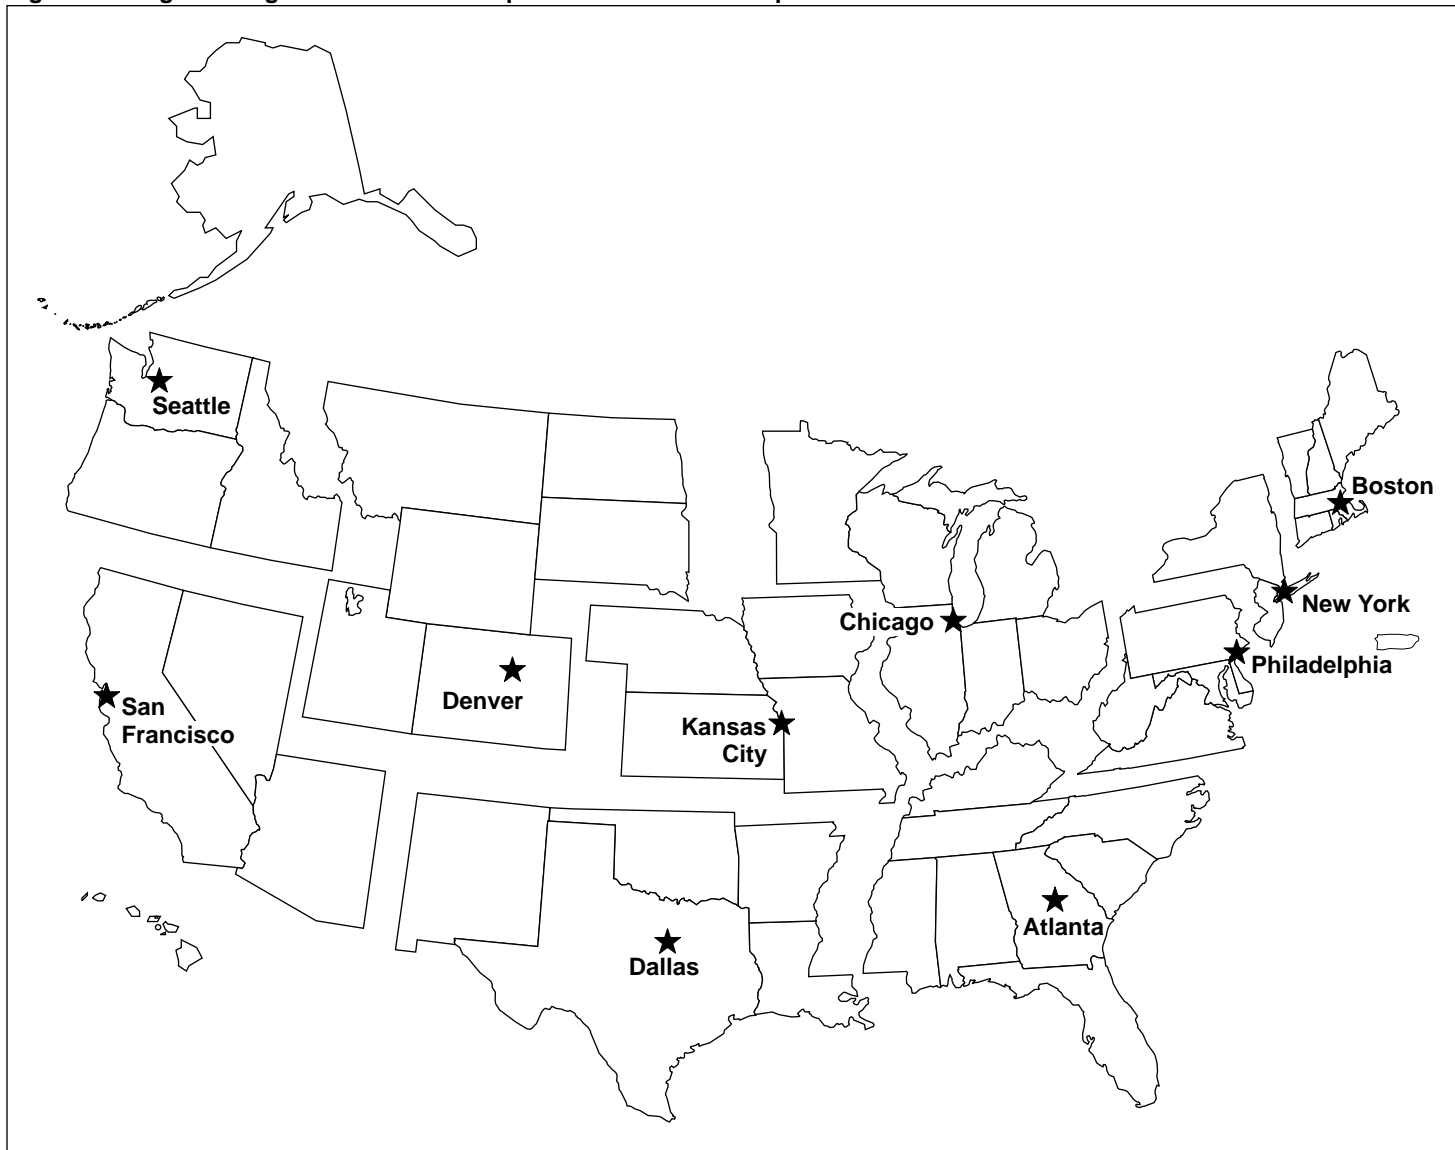 Seattle
Boston
New York
Chicago
Philadelphia
Denver
San
Francisco
Kansas
City
Atlanta
Dallas